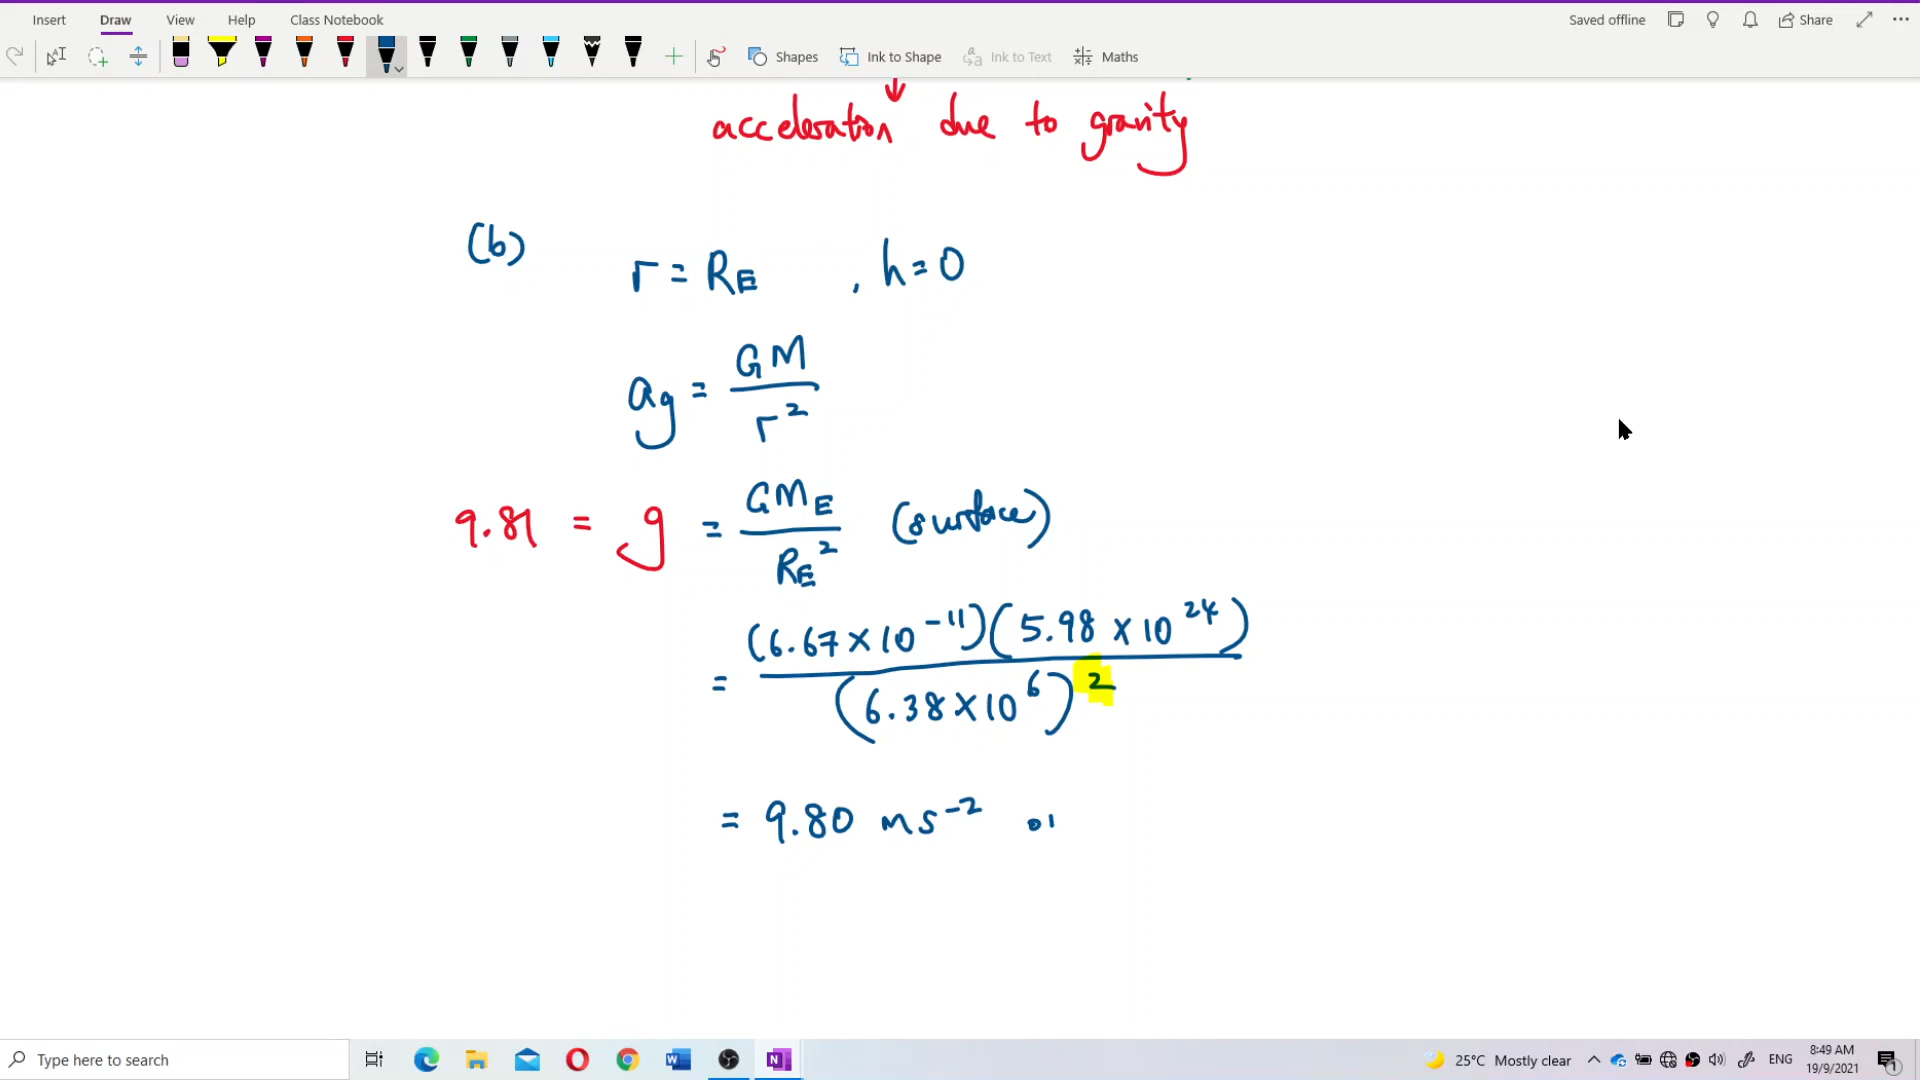 Insert Draw View Help Class Notebook Saved offline Share
Shapes Ink to Shape Ink to Text Maths
acceleration due to gravity
(b) r = RE , h = 0
ag = GM / r²
9.81 = g = GME / RE² (surface)
= (6.67 × 10⁻¹¹)(5.98 × 10²⁴) / (6.38 × 10⁶)²
= 9.80 ms⁻²
Type here to search 25°C Mostly clear ENG 8:49 AM
19/9/2021
1